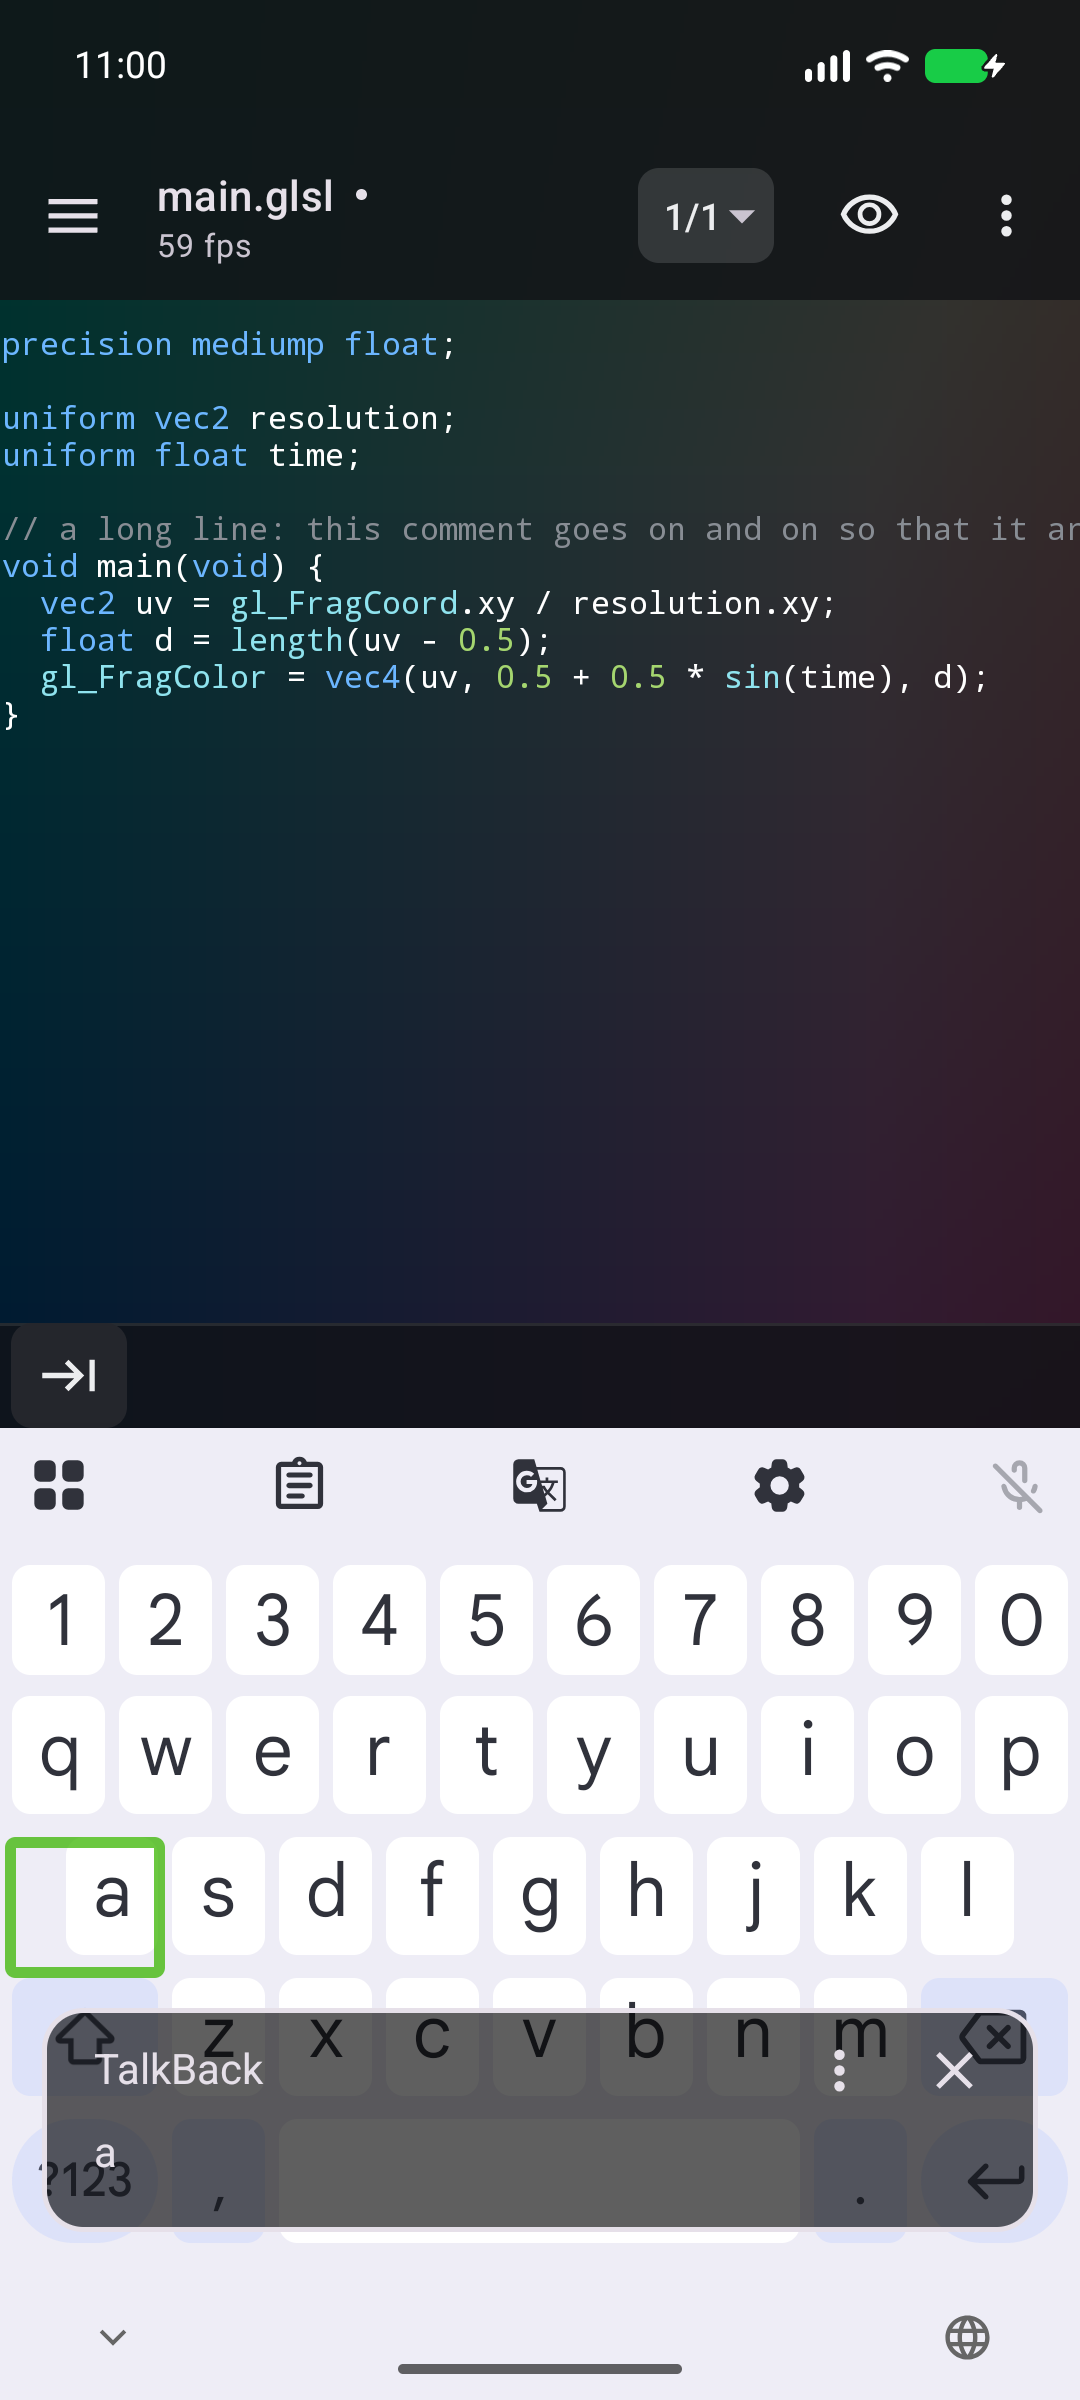 11:00
main.glsl •
59 fps
1/1
precision mediump float;
uniform vec2 resolution;
uniform float time;
// a long line: this comment goes on and on so that it
void main(void) {
  vec2 uv = gl_FragCoord.xy / resolution.xy;
  float d = length(uv - 0.5);
  gl_FragColor = vec4(uv, 0.5 + 0.5 * sin(time), d);
}
1 2 3 4 5 6 7 8 9 0
q w e r t y u i o p
a s d f g h j k l
z x c v b n m
TalkBack
a
?123 , .